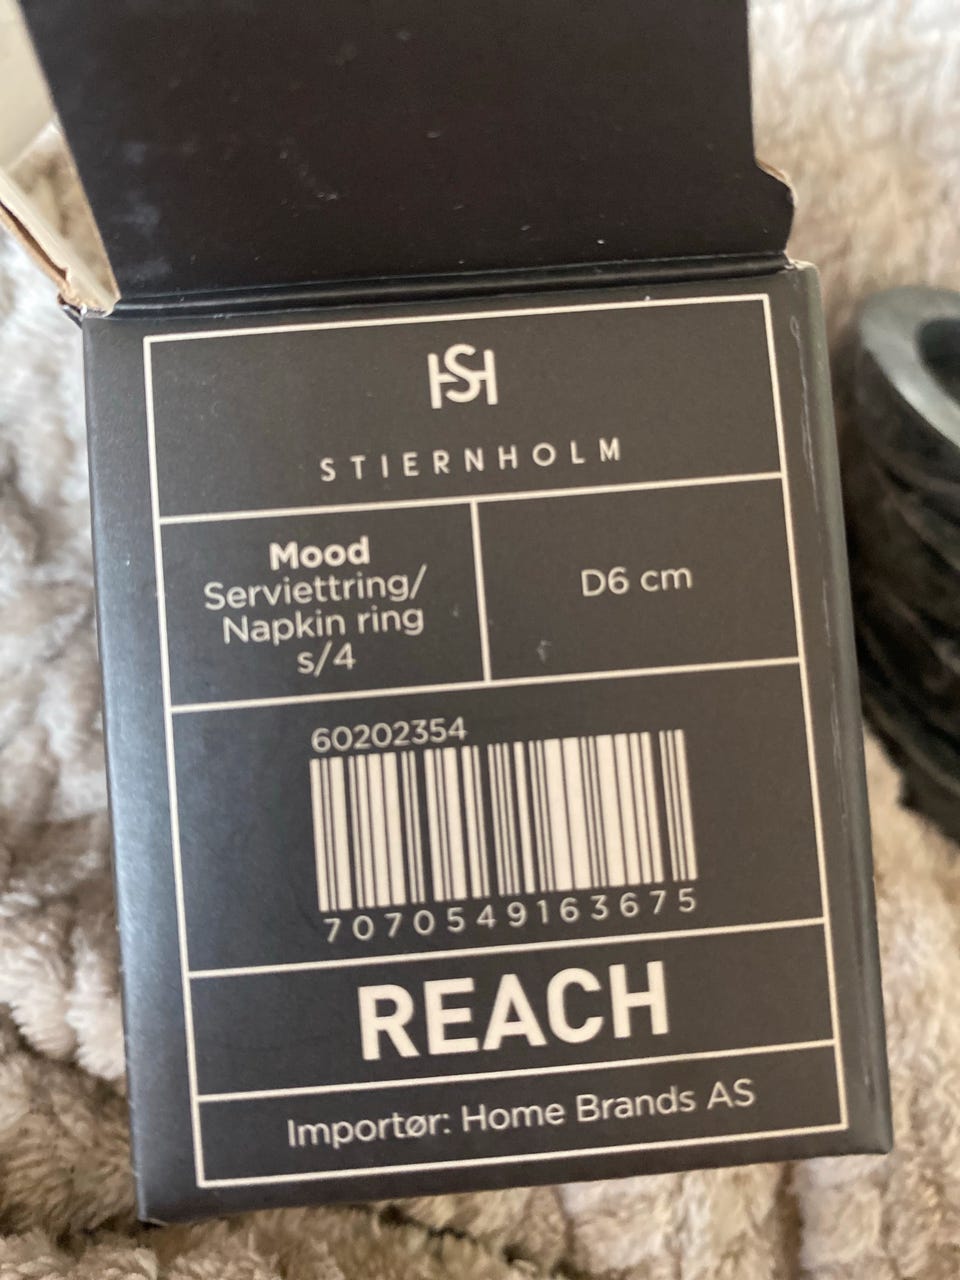 SH
STIERNHOLM
Mood
Serviettring/
Napkin ring
s/4
D6 cm
60202354
7070549163675
REACH
Importør: Home Brands AS